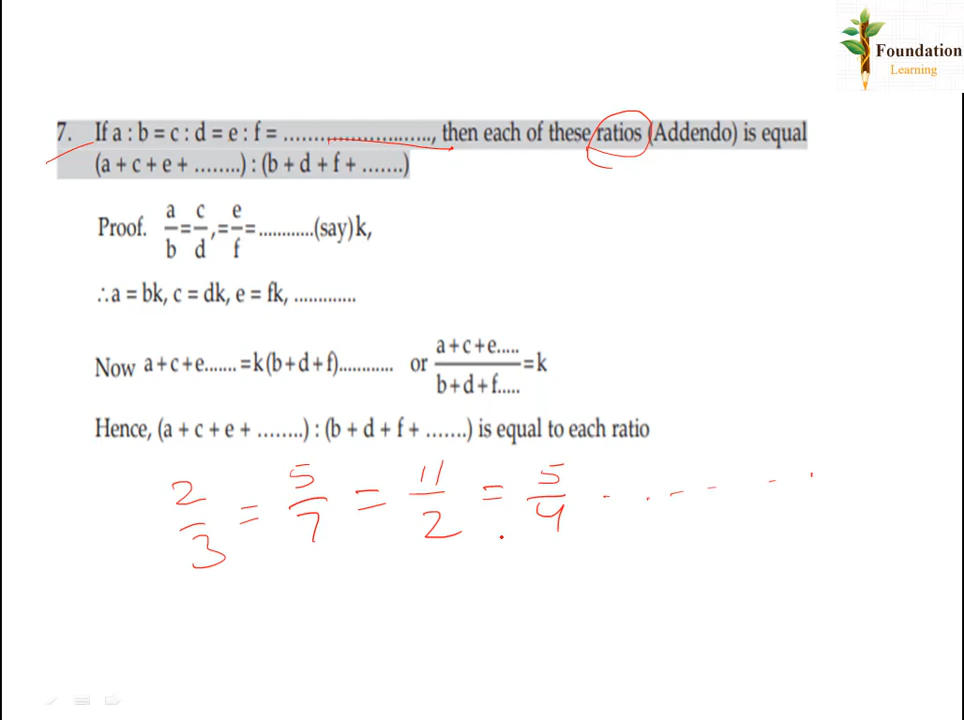 Foundation
Learning
7. If a : b = c : d = e : f = ........................, then each of these ratios (Addendo) is equal
(a + c + e + ........) : (b + d + f + .......)
Proof. a/b = c/d, = e/f = ............(say) k,
∴ a = bk, c = dk, e = fk, .............
Now a+c+e....... =k(b+d+f)............ or a+c+e...../b+d+f..... = k
Hence, (a + c + e + ........) : (b + d + f + .......) is equal to each ratio
2/3 = 5/7 = 11/2 = 5/4 . . - - - .